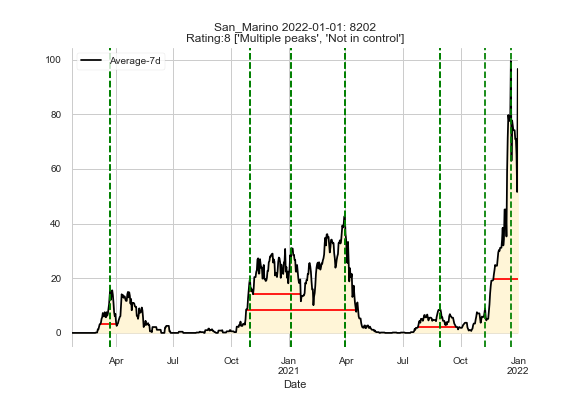 San_Marino 2022-01-01: 8202
Rating:8 ['Multiple peaks', 'Not in control']
Average-7d
100
80
60
40
20
0
Apr Jul Oct Jan Apr Jul Oct Jan
2021 2022
Date